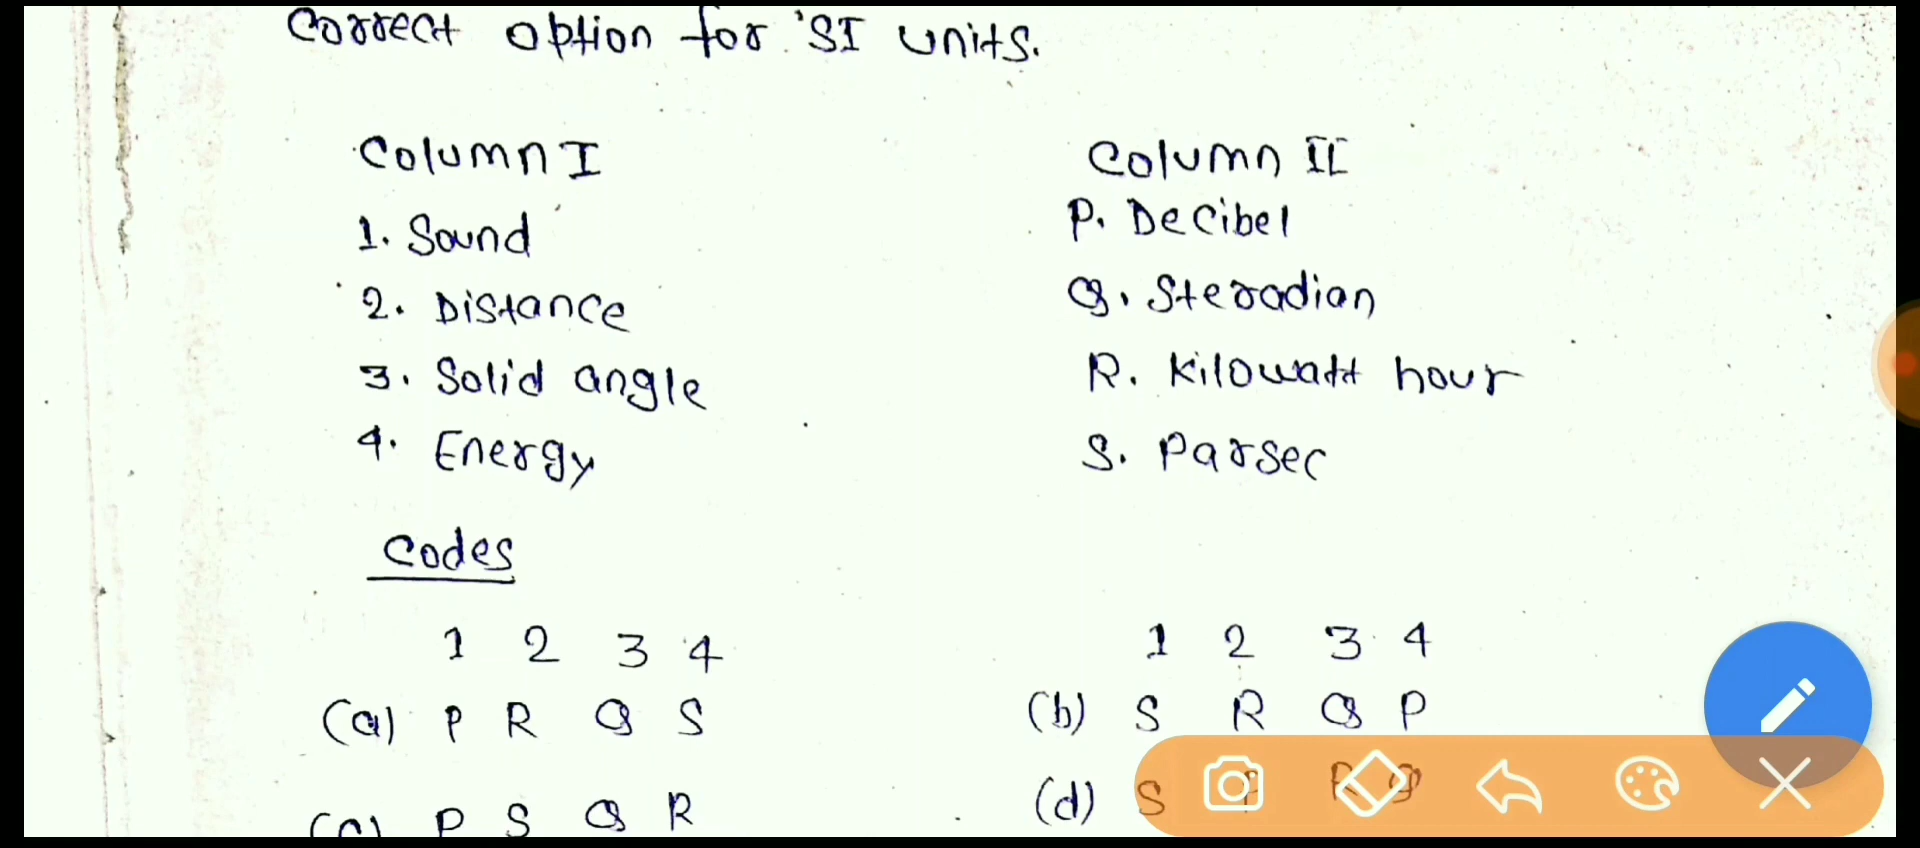 Correct option for 'SI units.
Column I Column II
1. Sound P. Decibel
2. Distance Q. Steradian
3. Solid angle R. Kilowatt hour
4. Energy S. Parsec
Codes
1 2 3 4 1 2 3 4
(a) P R Q S (b) S R Q P
(c) P S Q R (d) S P R Q